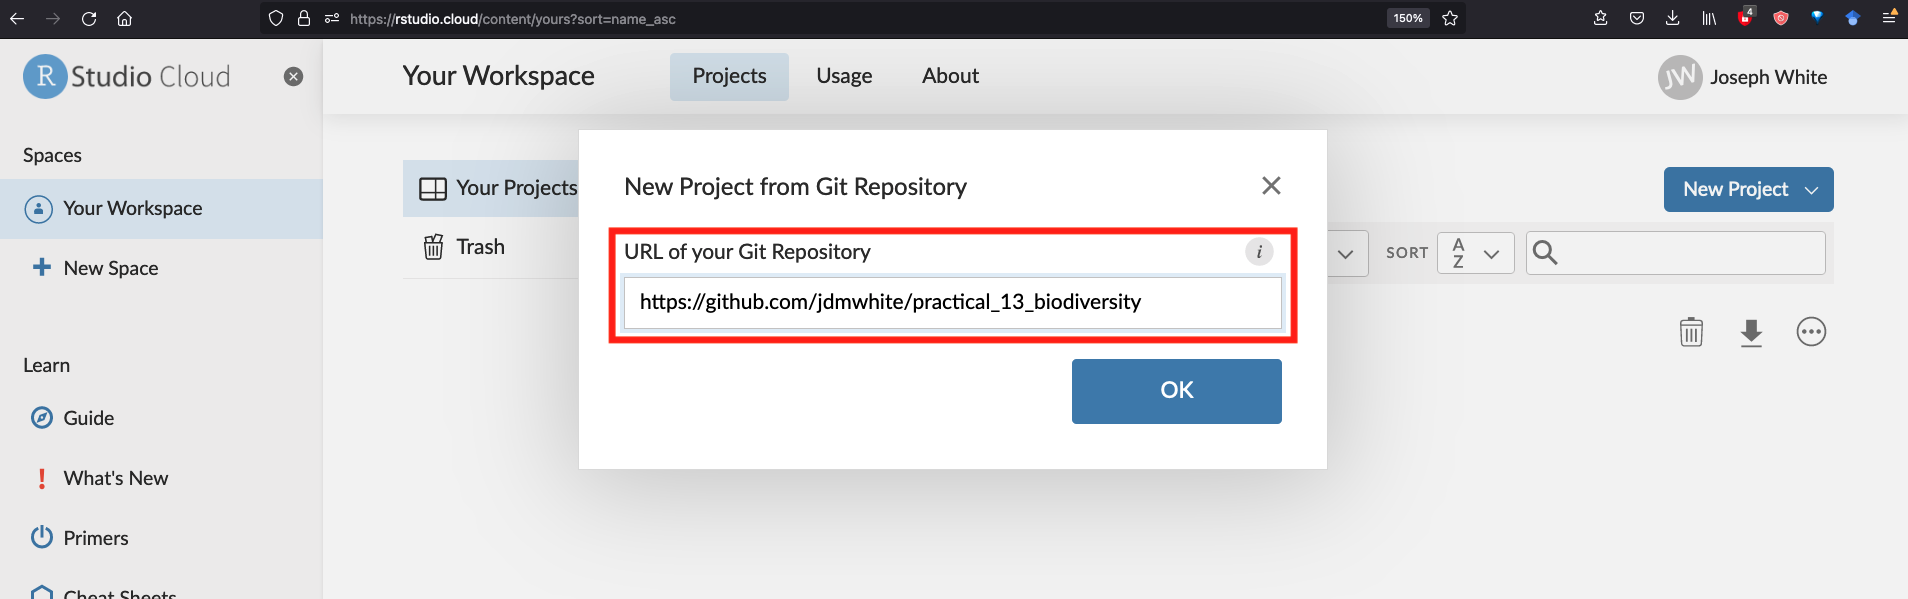 https://rstudio.cloud/content/yours?sort=name_asc
150%
4
R Studio Cloud
Your Workspace
Projects
Usage
About
JW
Joseph White
Spaces
Your Workspace
New Space
Learn
Guide
What's New
Primers
Cheat Sheets
Your Projects
Trash
New Project
SORT
A
Z
New Project from Git Repository
URL of your Git Repository
i
https://github.com/jdmwhite/practical_13_biodiversity
OK